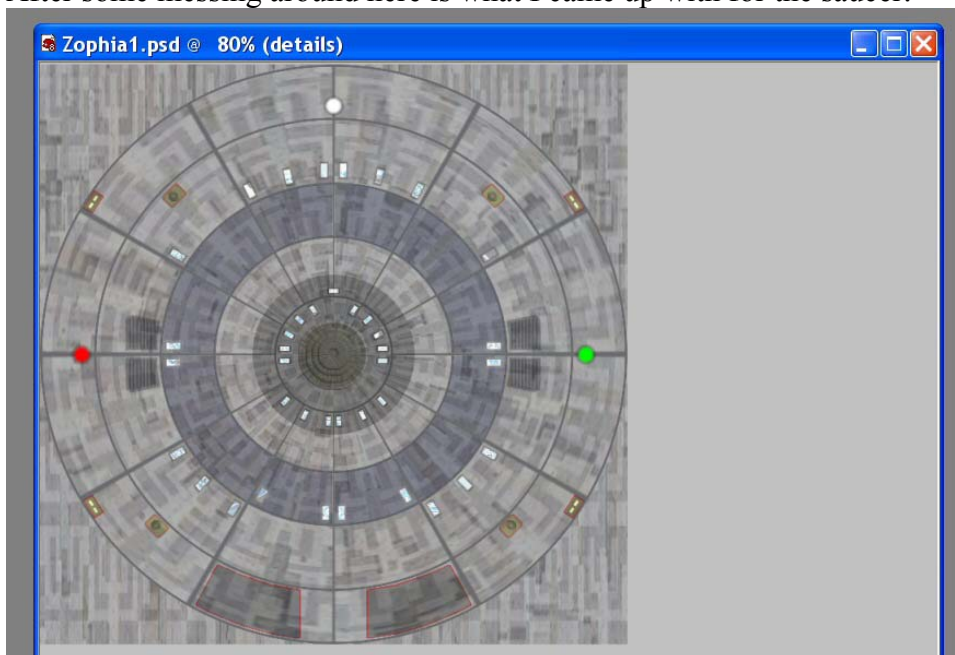 After some messing around here is what I came up with for the saucer.
Zophia1.psd @ 80% (details)